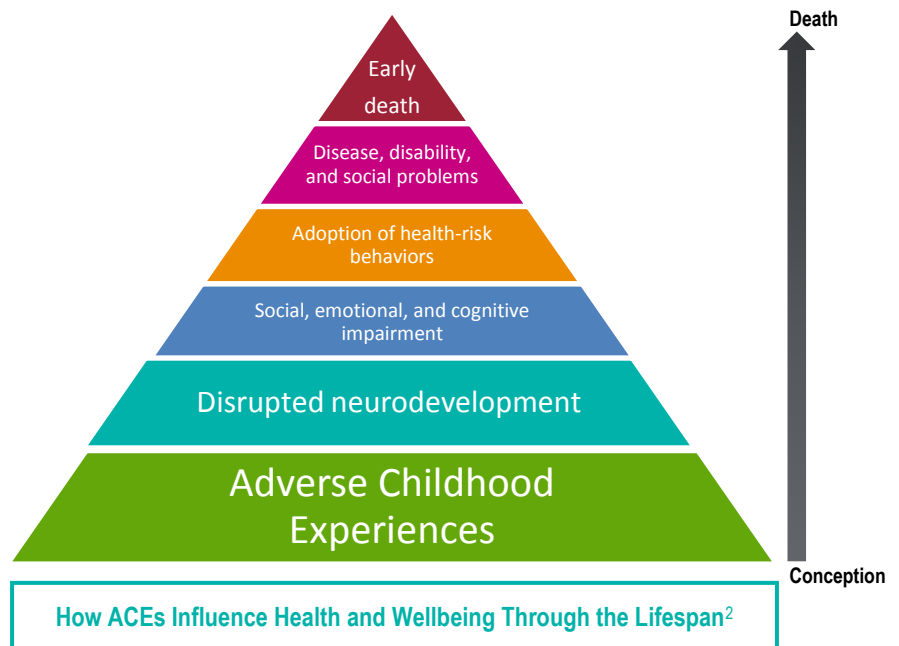 Death
Early
death
Disease, disability,
and social problems
Adoption of health-risk
behaviors
Social, emotional, and cognitive
impairment
Disrupted neurodevelopment
Adverse Childhood
Experiences
Conception
How ACEs Influence Health and Wellbeing Through the Lifespan2